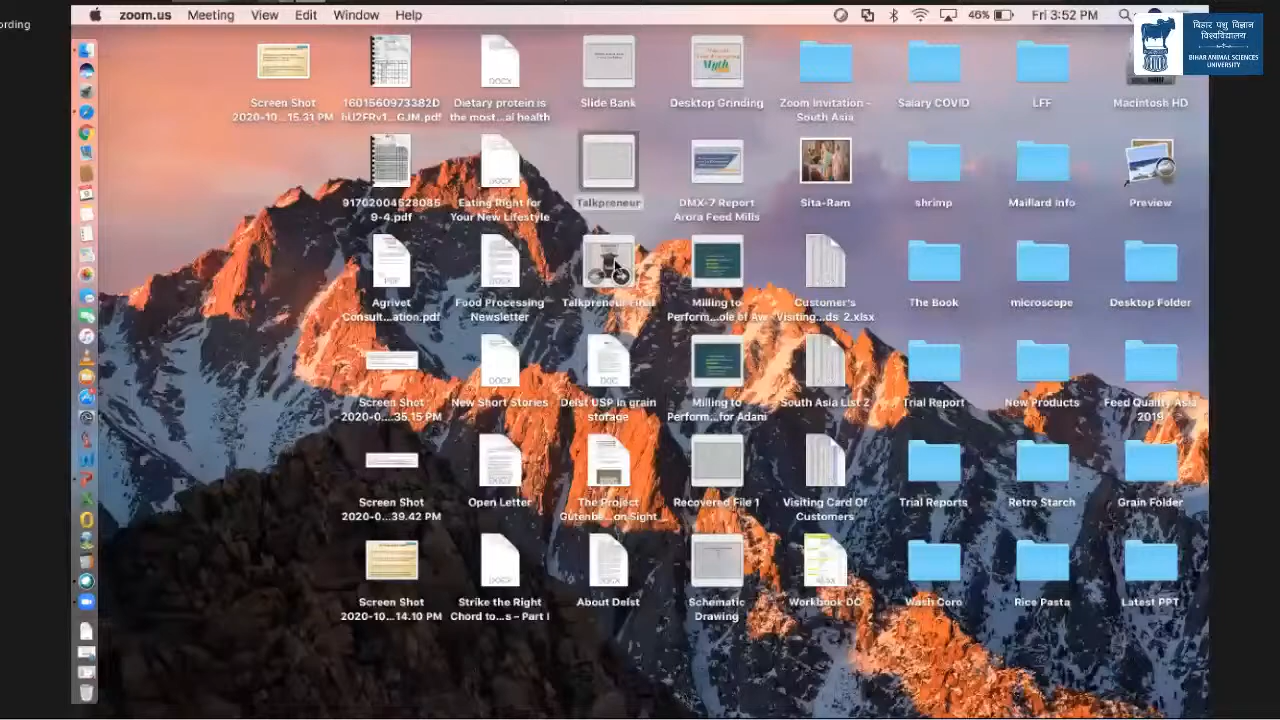 ording
zoom.us Meeting View Edit Window Help
46% Fri 3:52 PM
बिहार पशु विज्ञान
विश्वविद्यालय
BIHAR ANIMAL SCIENCES
UNIVERSITY
Screen Shot
2020-10...15.31 PM
1601560973382D
Dietary protein is
the most...al health
Slide Bank
Desktop Grinding
Zoom Invitation -
South Asia
Salary COVID
LFF
Macintosh HD
9-4.pdf
Eating Right for
Your New Lifestyle
Talkpreneur
DMX-7 Report
Arora Feed Mills
Sita-Ram
shrimp
Maillard Info
Preview
Agrivet
Consult...ation.pdf
Food Processing
Newsletter
Talkpreneur Final
Milling to
Perform...ole of Aw
Customer's
Visiting...ds 2.xlsx
The Book
microscope
Desktop Folder
Screen Shot
2020-0....35.15 PM
New Short Stories
Delst USP in grain
storage
Milling to
Perform...for Adani
South Asia List 2
Trial Report
New Products
Feed Quality Asia
2019
Screen Shot
2020-0...39.42 PM
Open Letter
The Project
Gutenbe...on Sight
Recovered File 1
Visiting Card Of
Customers
Trial Reports
Retro Starch
Grain Folder
Screen Shot
2020-10...14.10 PM
Strike the Right
Chord to...s – Part I
About Delst
Schematic
Drawing
Workbook DC
Wash Coro
Rice Pasta
Latest PPT